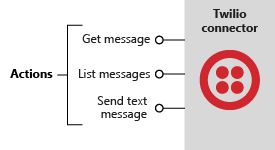 Twilio
connector
Get message
Actions
List messages
Send text
message